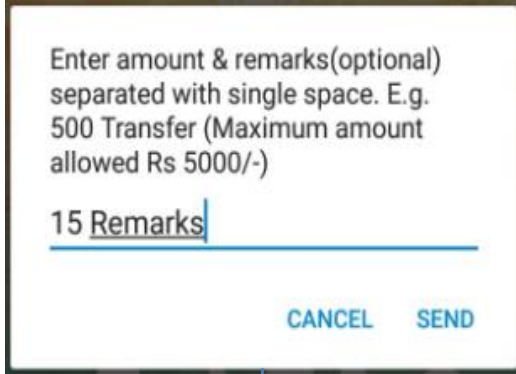 Enter amount & remarks(optional)
separated with single space. E.g.
500 Transfer (Maximum amount
allowed Rs 5000/-)
15 Remarks
CANCEL SEND